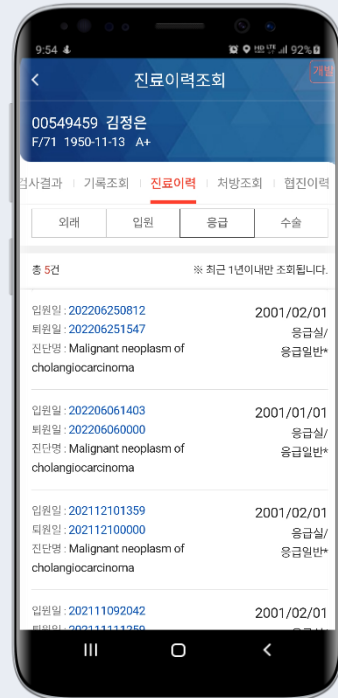 9:54
92%
진료이력조회
개발
00549459 김정은
F/71 1950-11-13 A+
검사결과 기록조회 진료이력 처방조회 협진이력
외래 입원 응급 수술
총 5건 ※ 최근 1년이내만 조회됩니다.
입원일 : 202206250812 2001/02/01
퇴원일 : 202206251547 응급실/
진단명 : Malignant neoplasm of 응급일반*
cholangiocarcinoma
입원일 : 202206061403 2001/01/01
퇴원일 : 202206060000 응급실/
진단명 : Malignant neoplasm of 응급일반*
cholangiocarcinoma
입원일 : 202112101359 2001/02/01
퇴원일 : 202112100000 응급실/
진단명 : Malignant neoplasm of 응급일반*
cholangiocarcinoma
입원일 : 202111092042 2001/02/01